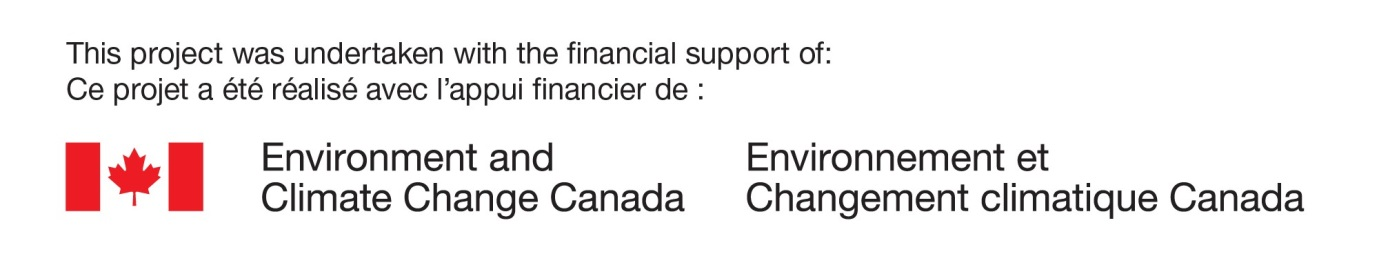 This project was undertaken with the financial support of:
Ce projet a été réalisé avec l’appui financier de :
Environment and
Climate Change Canada
Environnement et
Changement climatique Canada